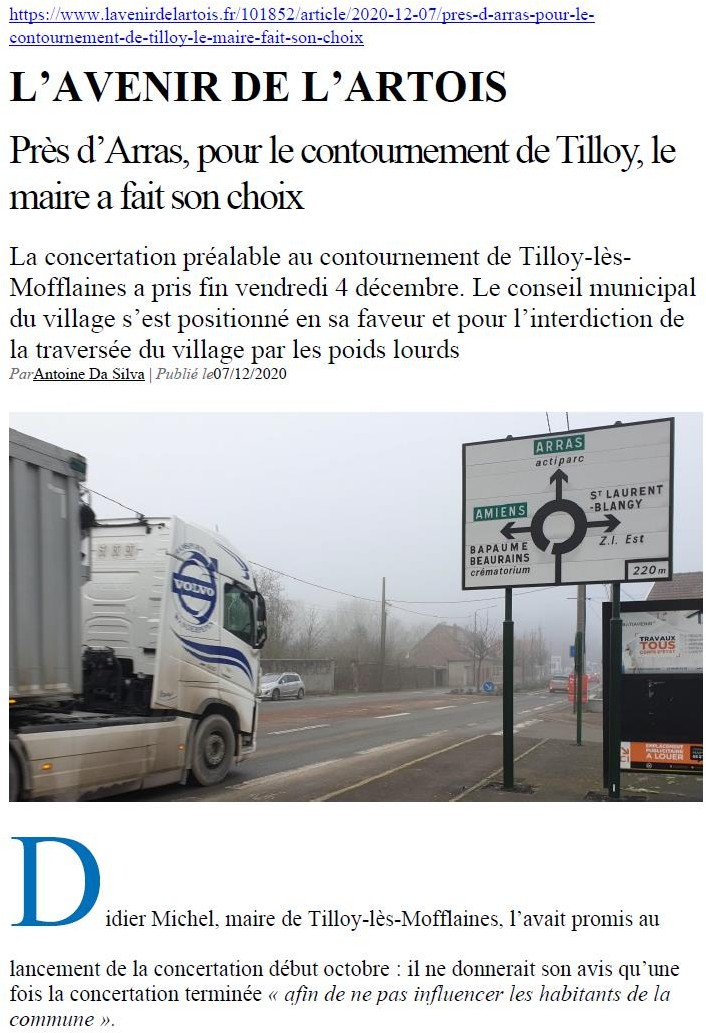 https://www.lavenirdelartois.fr/101852/article/2020-12-07/pres-d-arras-pour-le-
contournement-de-tilloy-le-maire-fait-son-choix
L’AVENIR DE L’ARTOIS
Près d’Arras, pour le contournement de Tilloy, le
maire a fait son choix
La concertation préalable au contournement de Tilloy-lès-
Mofflaines a pris fin vendredi 4 décembre. Le conseil municipal
du village s’est positionné en sa faveur et pour l’interdiction de
la traversée du village par les poids lourds
ParAntoine Da Silva | Publié le07/12/2020
ARRAS
actiparc
ST LAURENT
-BLANGY
Z.I. Est
AMIENS
BAPAUME
BEAURAINS
crématorium
220m
VOLVO
TRAVAUX
TOUS
EMPLACEMENT
PUBLICITAIRE
A LOUER
Didier Michel, maire de Tilloy-lès-Mofflaines, l’avait promis au
lancement de la concertation début octobre : il ne donnerait son avis qu’une
fois la concertation terminée « afin de ne pas influencer les habitants de la
commune ».